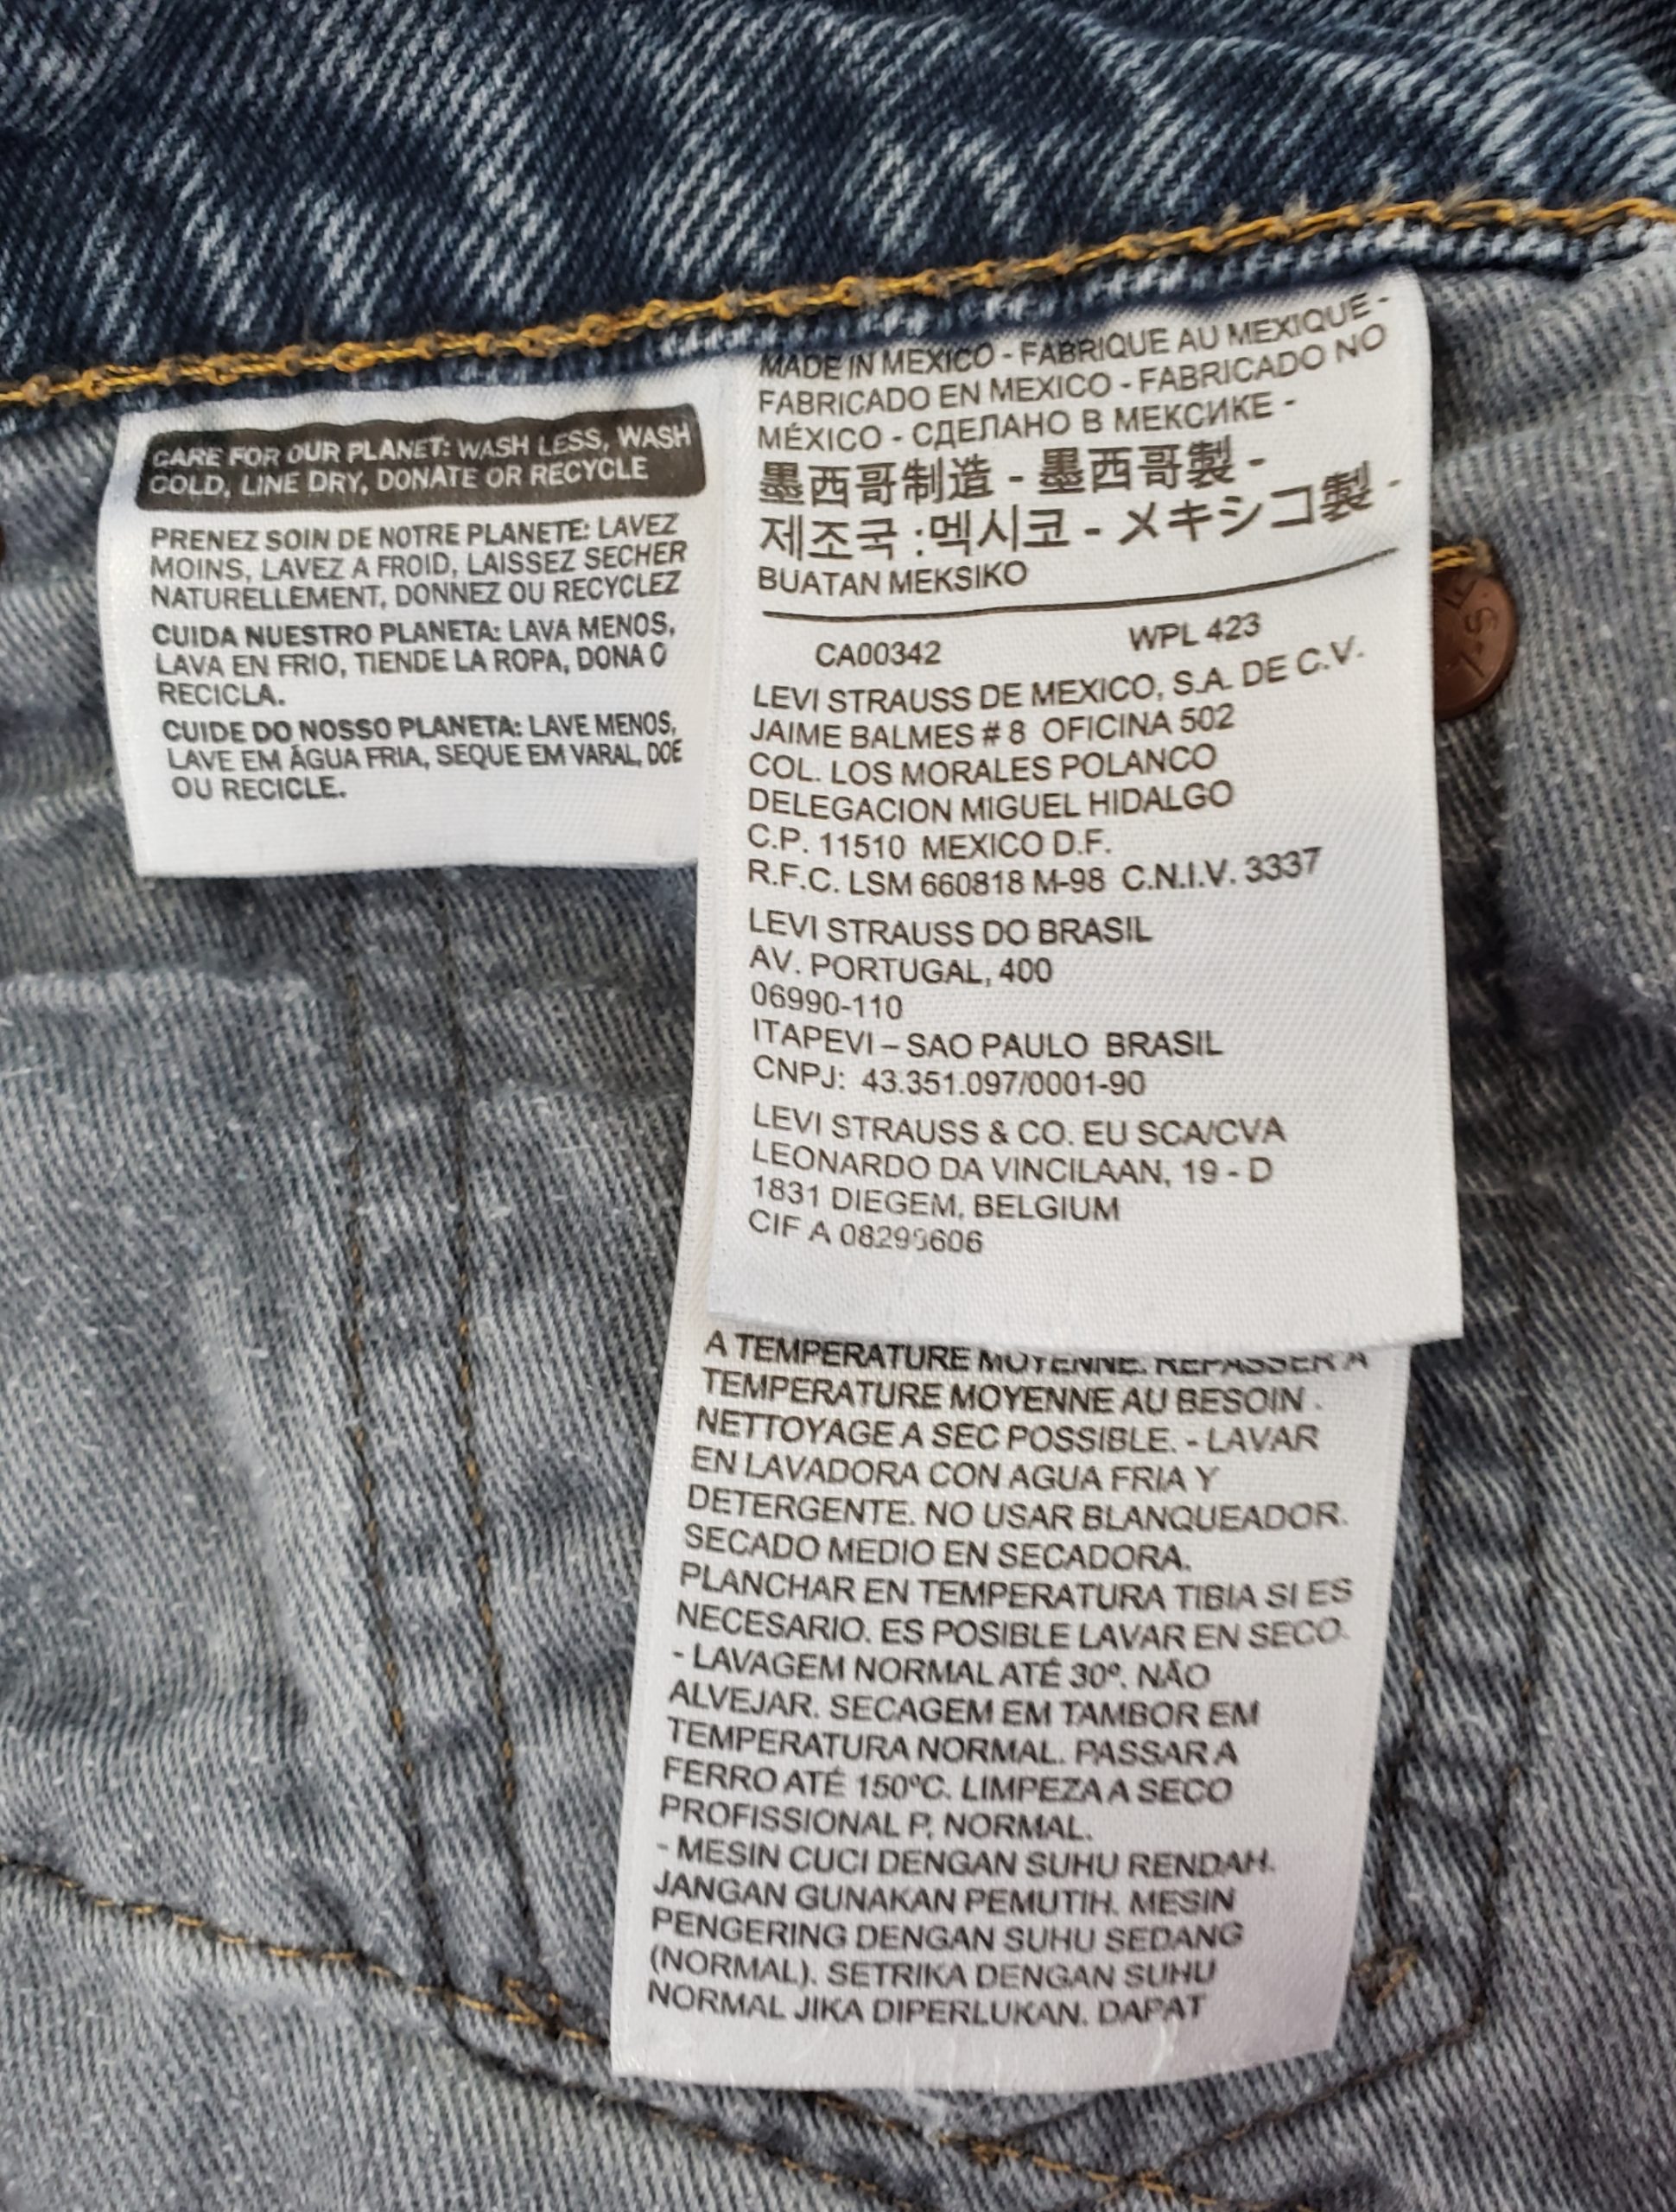 CARE FOR OUR PLANET: WASH LESS, WASH
COLD, LINE DRY, DONATE OR RECYCLE
PRENEZ SOIN DE NOTRE PLANETE: LAVEZ
MOINS, LAVEZ A FROID, LAISSEZ SECHER
NATURELLEMENT, DONNEZ OU RECYCLEZ
CUIDA NUESTRO PLANETA: LAVA MENOS,
LAVA EN FRIO, TIENDE LA ROPA, DONA O
RECICLA.
CUIDE DO NOSSO PLANETA: LAVE MENOS,
LAVE EM ÁGUA FRIA, SEQUE EM VARAL, DOE
OU RECICLE.
MADE IN MEXICO - FABRIQUE AU MEXIQUE -
FABRICADO EN MEXICO - FABRICADO NO
MÉXICO - СДЕЛАНО В МЕКСИКЕ -
墨西哥制造 - 墨西哥製 -
제조국 :멕시코 - メキシコ製 -
BUATAN MEKSIKO
CA00342 WPL 423
LEVI STRAUSS DE MEXICO, S.A. DE C.V.
JAIME BALMES # 8 OFICINA 502
COL. LOS MORALES POLANCO
DELEGACION MIGUEL HIDALGO
C.P. 11510 MEXICO D.F.
R.F.C. LSM 660818 M-98 C.N.I.V. 3337
LEVI STRAUSS DO BRASIL
AV. PORTUGAL, 400
06990-110
ITAPEVI – SAO PAULO BRASIL
CNPJ: 43.351.097/0001-90
LEVI STRAUSS & CO. EU SCA/CVA
LEONARDO DA VINCILAAN, 19 - D
1831 DIEGEM, BELGIUM
CIF A
A TEMPERATURE MOYENNE. REPASSER A
TEMPERATURE MOYENNE AU BESOIN .
NETTOYAGE A SEC POSSIBLE. - LAVAR
EN LAVADORA CON AGUA FRIA Y
DETERGENTE. NO USAR BLANQUEADOR.
SECADO MEDIO EN SECADORA.
PLANCHAR EN TEMPERATURA TIBIA SI ES
NECESARIO. ES POSIBLE LAVAR EN SECO.
- LAVAGEM NORMAL ATÉ 30º. NÃO
ALVEJAR. SECAGEM EM TAMBOR EM
TEMPERATURA NORMAL. PASSAR A
FERRO ATÉ 150ºC. LIMPEZA A SECO
PROFISSIONAL P, NORMAL.
- MESIN CUCI DENGAN SUHU RENDAH.
JANGAN GUNAKAN PEMUTIH. MESIN
PENGERING DENGAN SUHU SEDANG
(NORMAL). SETRIKA DENGAN SUHU
NORMAL JIKA DIPERLUKAN. DAPAT